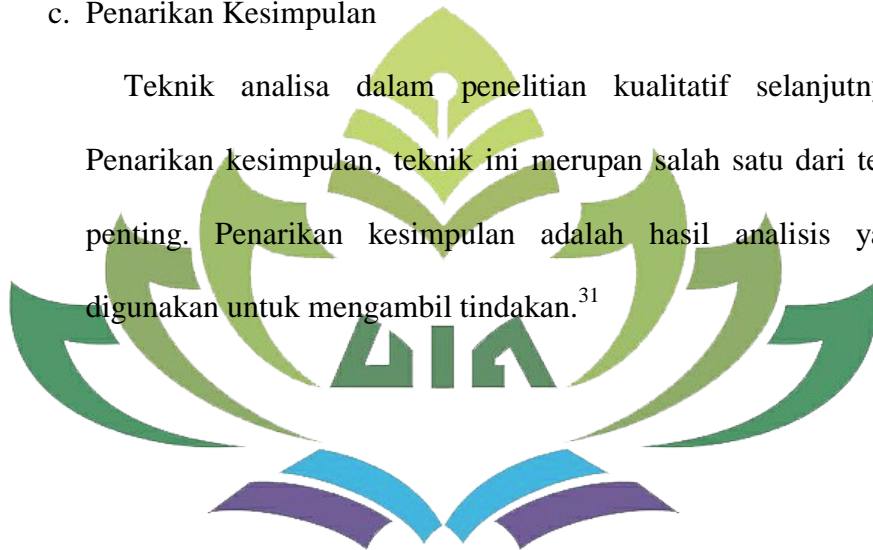 c. Penarikan Kesimpulan
Teknik analisa dalam penelitian kualitatif
Penarikan kesimpulan, teknik ini merupan salah satu dari
penting. Penarikan kesimpulan adalah hasil analisis
digunakan untuk mengambil tindakan.31
UIN